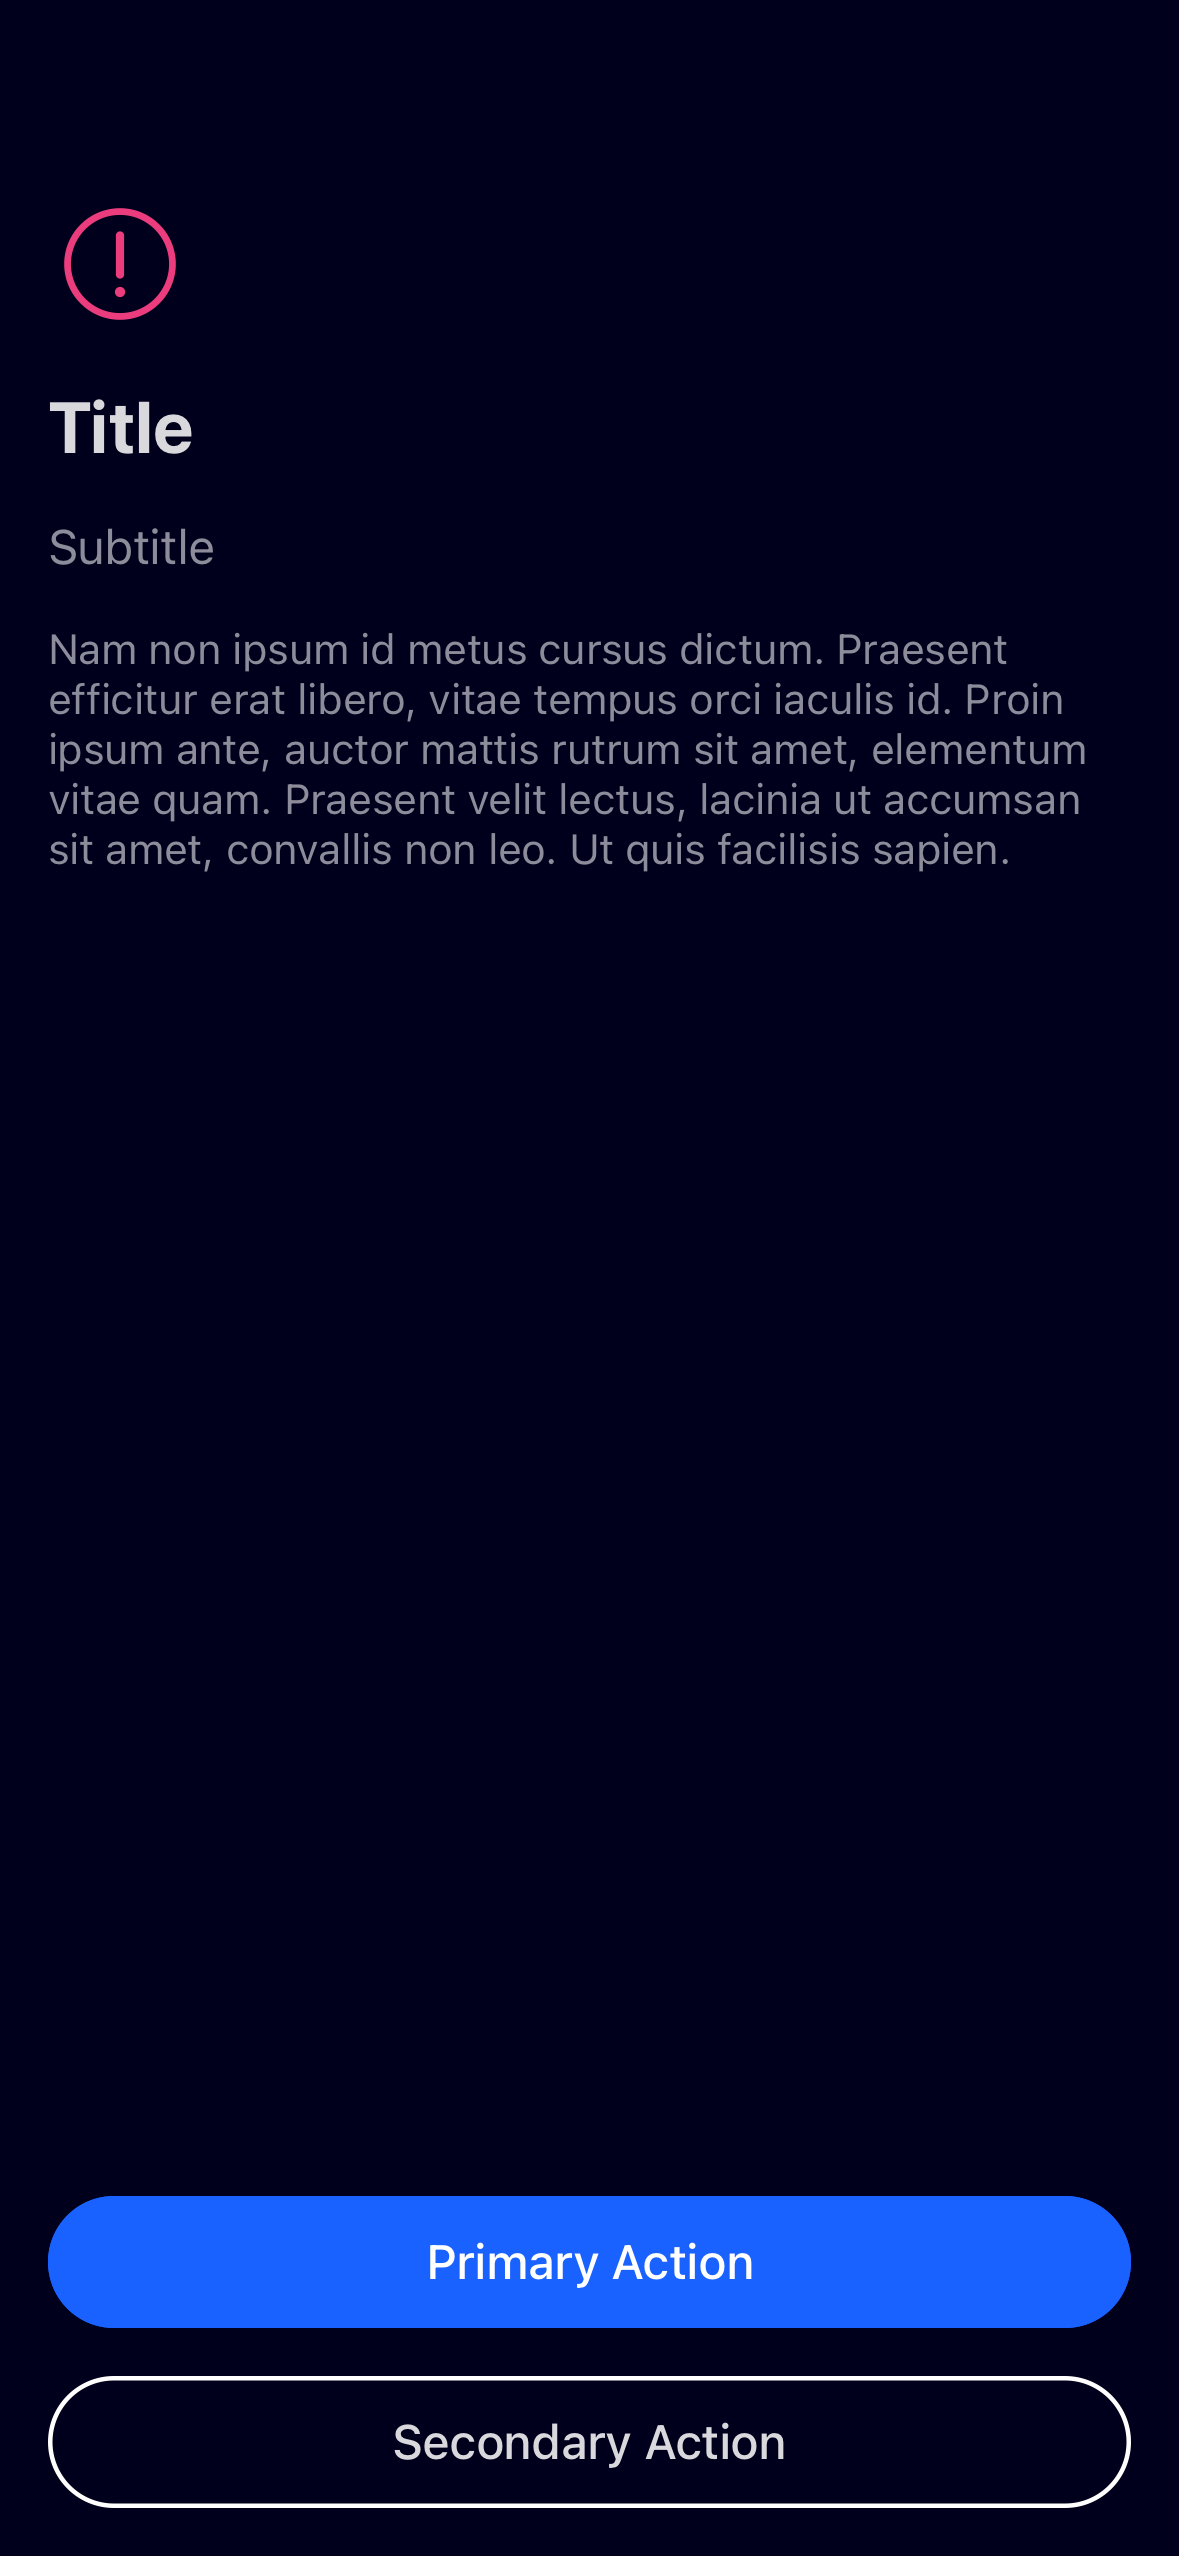 Title
Subtitle
Nam non ipsum id metus cursus dictum. Praesent
efficitur erat libero, vitae tempus orci iaculis id. Proin
ipsum ante, auctor mattis rutrum sit amet, elementum
vitae quam. Praesent velit lectus, lacinia ut accumsan
sit amet, convallis non leo. Ut quis facilisis sapien.
Primary Action
Secondary Action